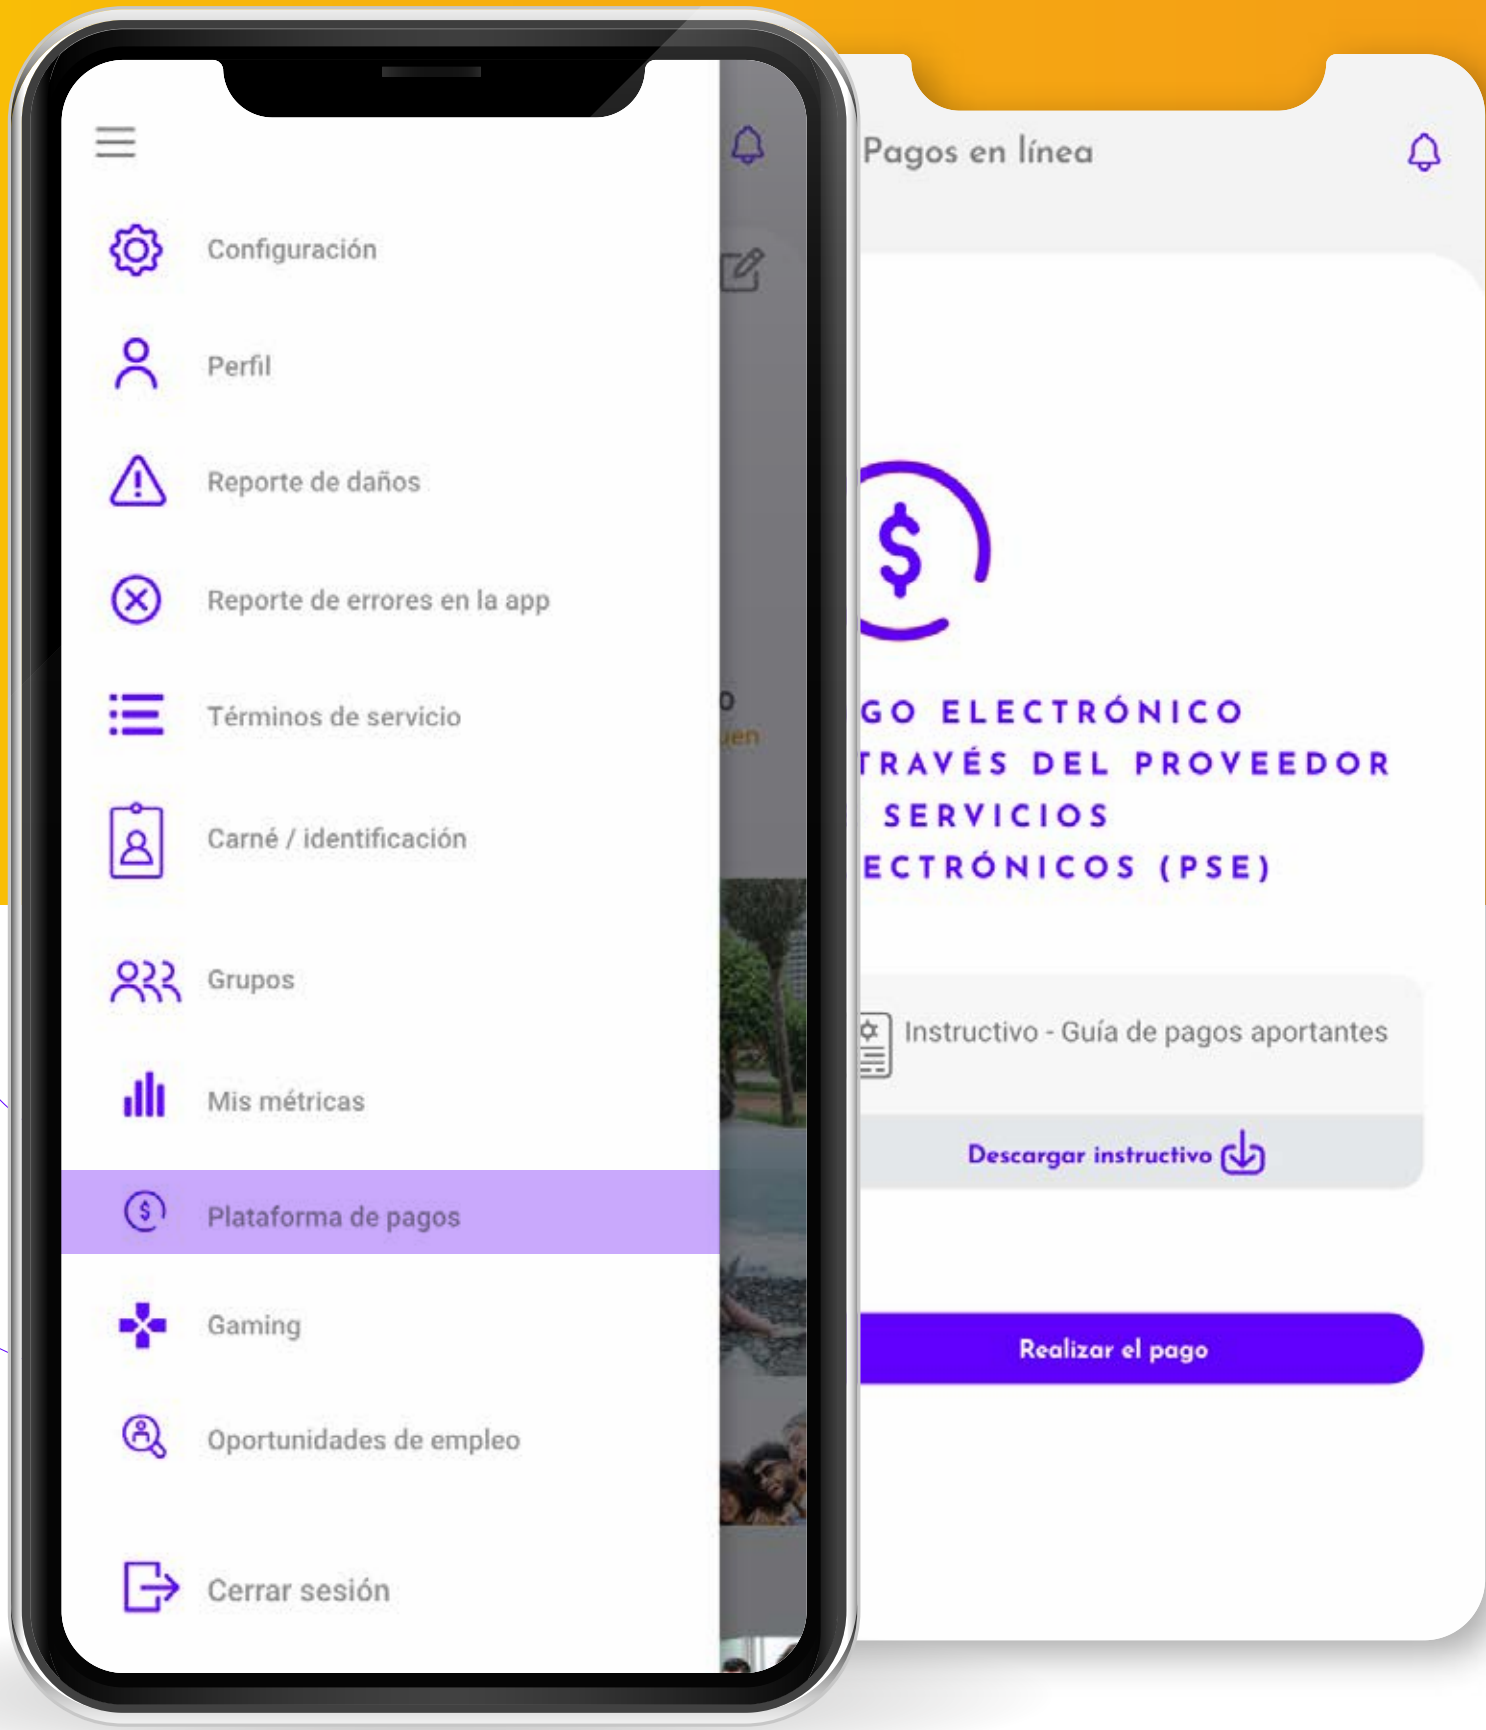 Configuración
Perfil
Reporte de daños
Reporte de errores en la app
Términos de servicio
Carné / identificación
Grupos
Mis métricas
Plataforma de pagos
Gaming
Oportunidades de empleo
Cerrar sesión
Pagos en línea
$
GO ELECTRÓNICO
TRAVÉS DEL PROVEEDOR
SERVICIOS
ECTRÓNICOS (PSE)
Instructivo - Guía de pagos aportantes
Descargar instructivo
Realizar el pago